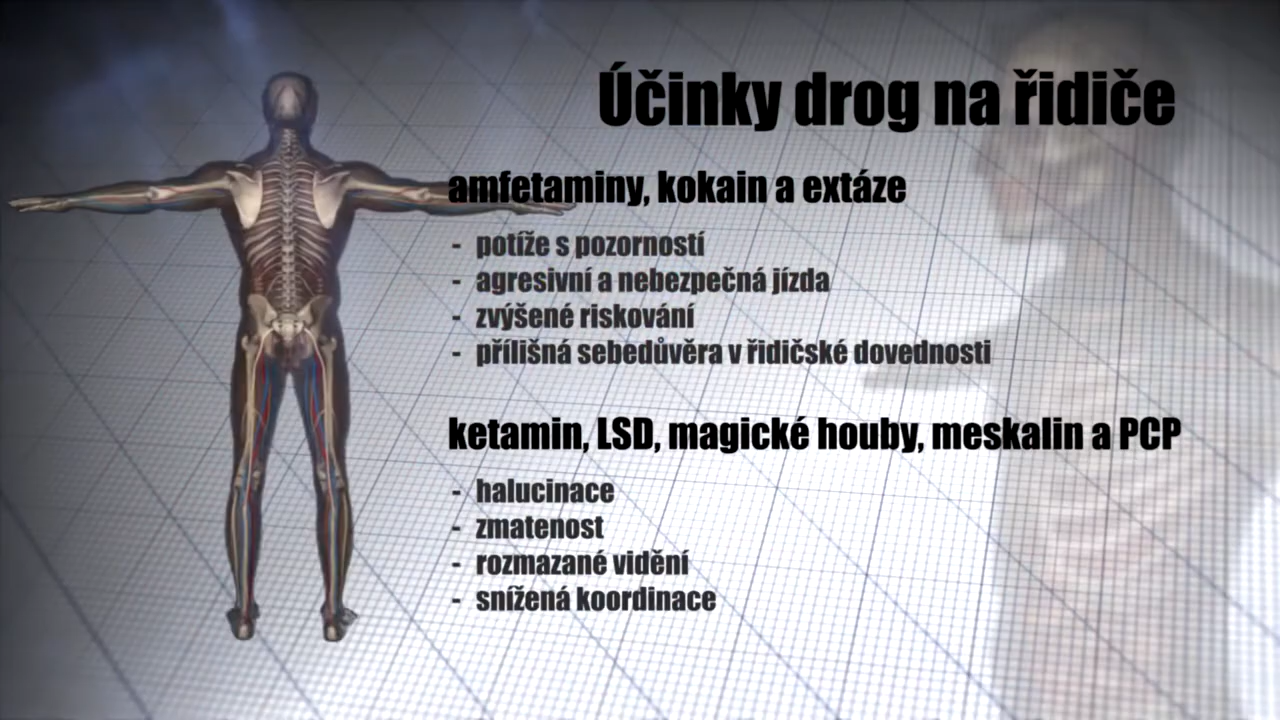 Účinky drog na řidiče
amfetaminy, kokain a extáze
- potíže s pozorností
- agresivní a nebezpečná jízda
- zvýšené riskování
- přílišná sebedůvěra v řidičské dovednosti
ketamin, LSD, magické houby, meskalin a PCP
- halucinace
- zmatenost
- rozmazané vidění
- snížená koordinace